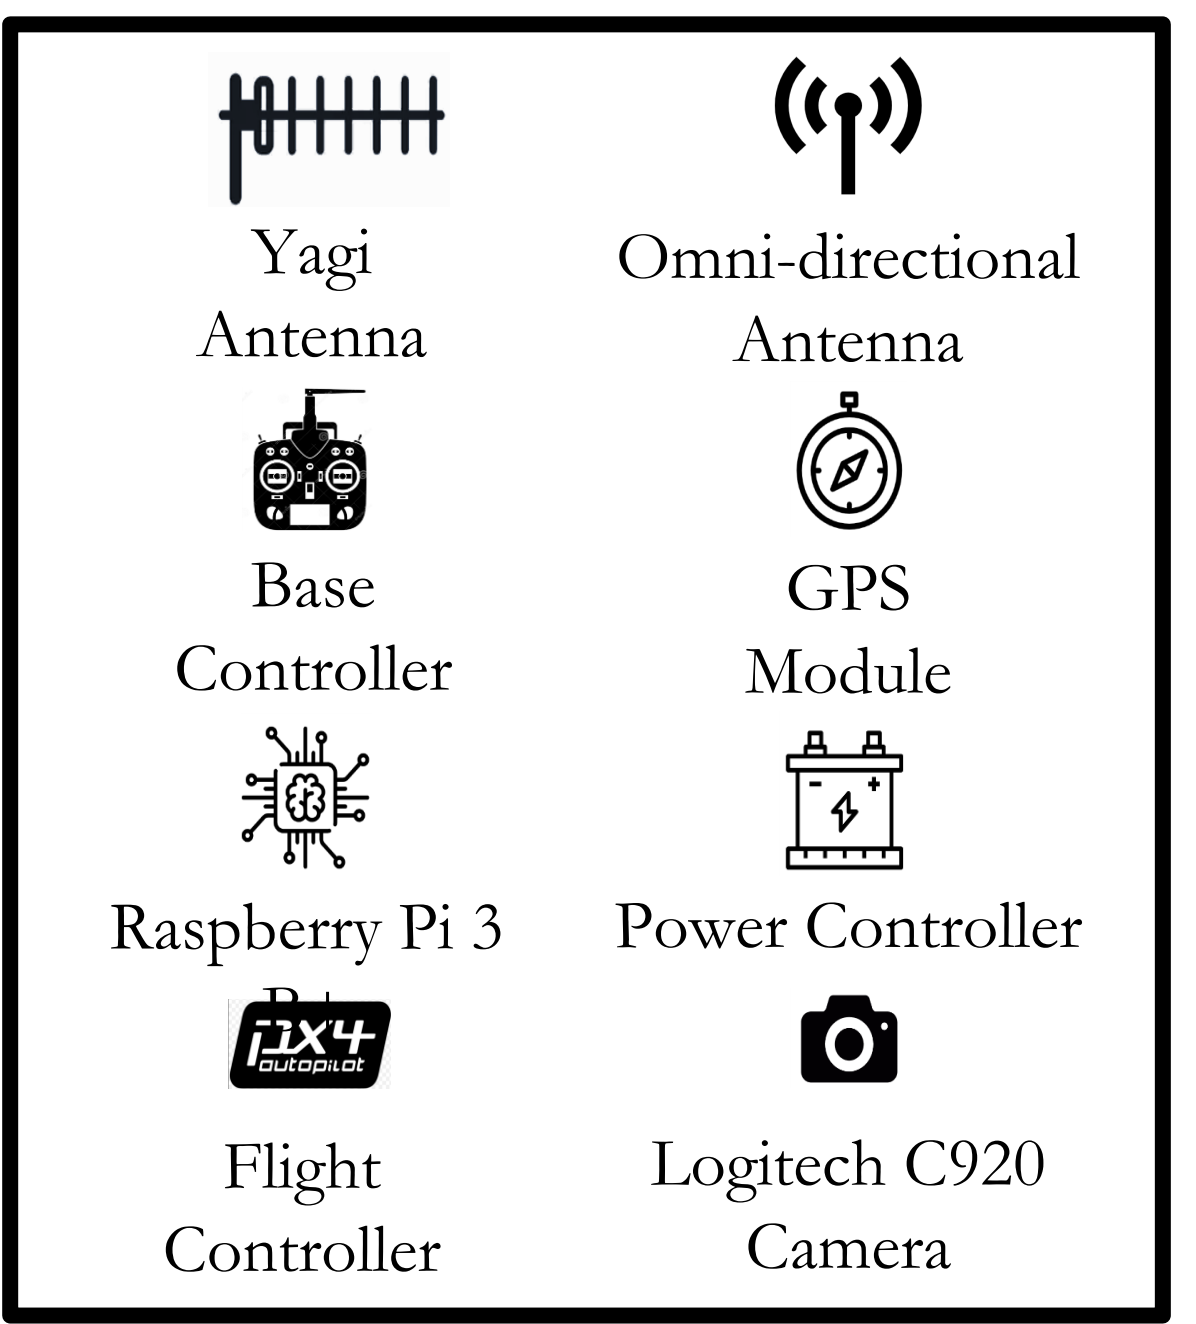 Yagi
Antenna
Omni-directional
Antenna
Base
Controller
GPS
Module
Raspberry Pi 3
Power Controller
- +
px4
autopilot
Flight
Controller
Logitech C920
Camera